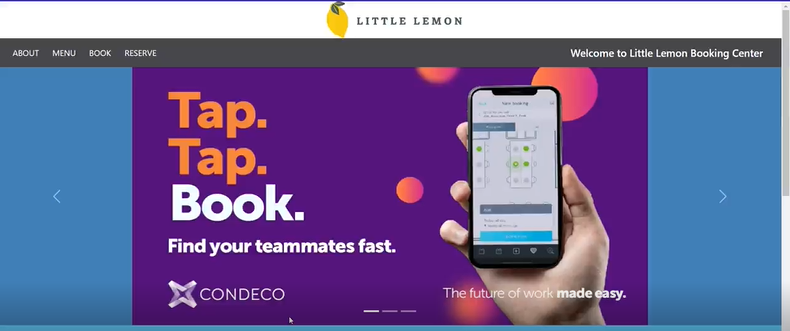 LITTLE LEMON
ABOUT MENU BOOK RESERVE Welcome to Little Lemon Booking Center
Tap.
Tap.
Book.
Find your teammates fast.
CONDECO
The future of work made easy.